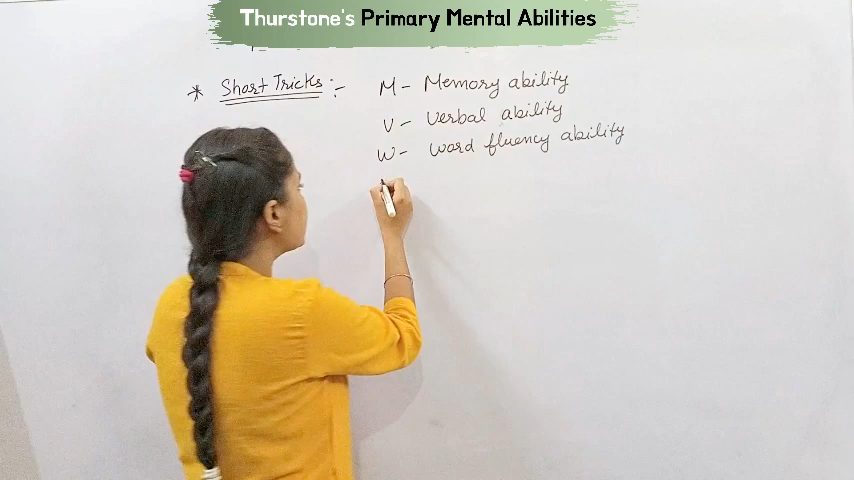 Thurstone's Primary Mental Abilities
* Short Tricks :- M - Memory ability
V - Verbal ability
W - Word fluency ability